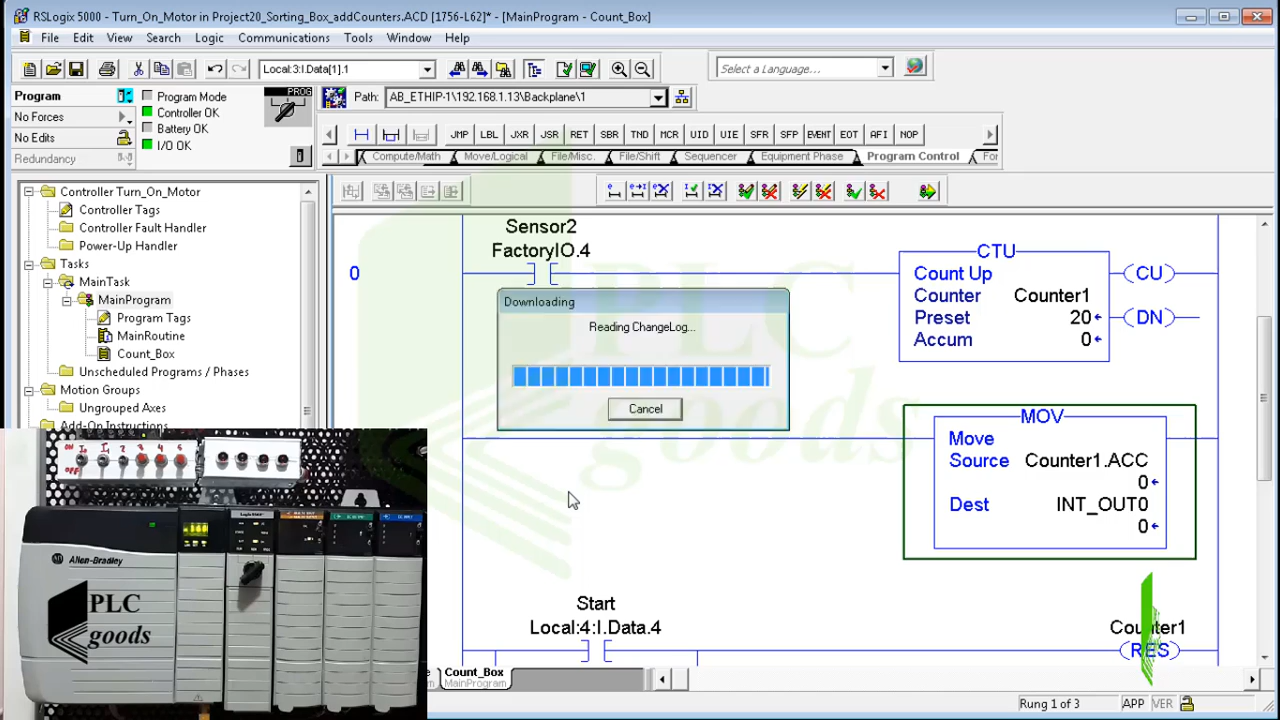 RSLogix 5000 - Turn_On_Motor in Project20_Sorting_Box_addCounters.ACD [1756-L62]* - [MainProgram - Count_Box]
File Edit View Search Logic Communications Tools Window Help
Local:3:I.Data[1].1
Select a Language...
Program
Program Mode
PROG
Path: AB_ETHIP-1\192.168.1.13\Backplane\1
No Forces
Controller OK
No Edits
Battery OK
JMP LBL JXR JSR RET SBR TND MCR UID UIE SFR SFP EVENT EOT AFI NOP
Redundancy
I/O OK
Compute/Math Move/Logical File/Misc. File/Shift Sequencer Equipment Phase Program Control
Controller Turn_On_Motor
Controller Tags
Controller Fault Handler
Power-Up Handler
Tasks
MainTask
MainProgram
Program Tags
MainRoutine
Count_Box
Unscheduled Programs / Phases
Motion Groups
Ungrouped Axes
Add-On Instructions
0
Sensor2
FactoryIO.4
CTU
Count Up
Counter Counter1
Preset 20
Accum 0
CU
DN
Downloading
Reading ChangeLog...
Cancel
MOV
Move
Source Counter1.ACC
0
Dest INT_OUT0
0
Start
Local:4:I.Data.4
Counter1
RES
PLC
goods
Allen-Bradley
PLC
goods
Count_Box
MainProgram
Rung 1 of 3 APP VER